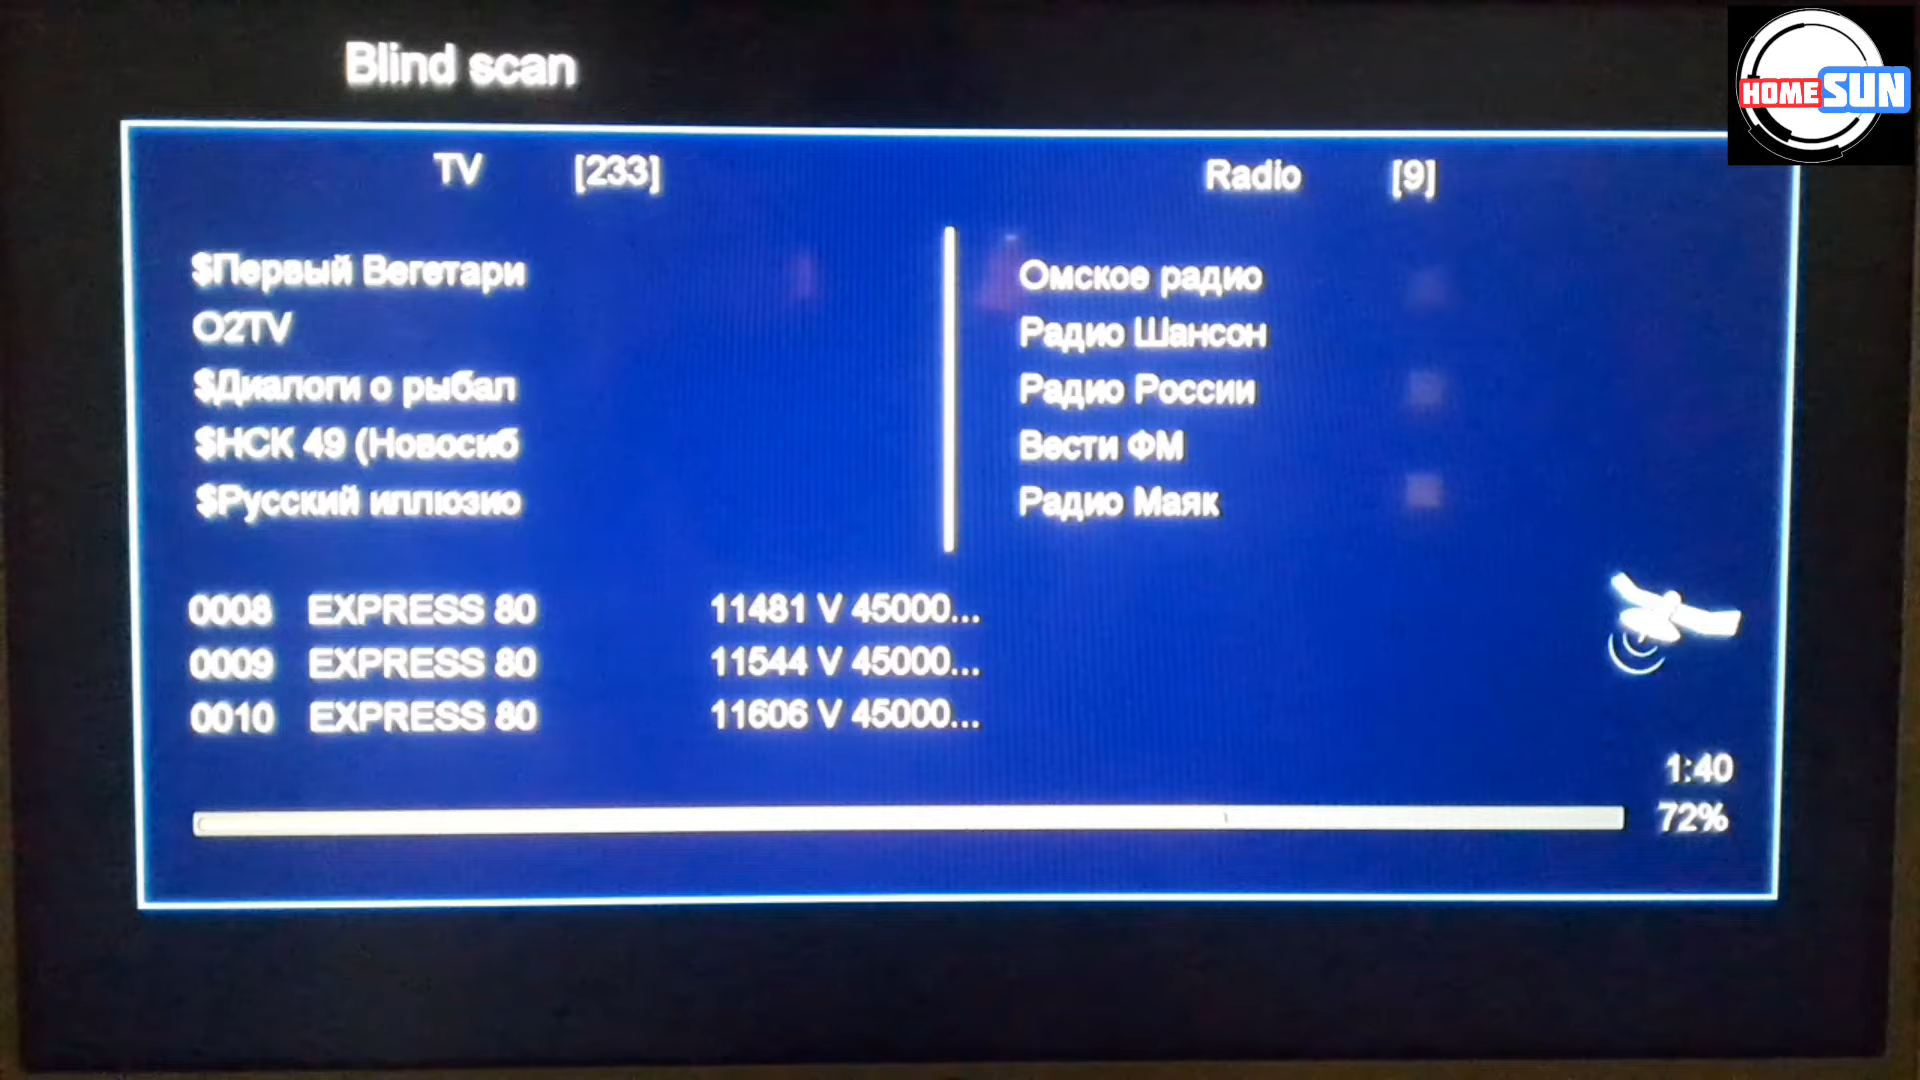 Blind scan
HOME SUN
TV [233]
Radio [9]
$Первый Вегетари
O2TV
$Диалоги о рыбал
$НСК 49 (Новосиб
$Русский иллюзио
Омское радио
Радио Шансон
Радио России
Вести ФМ
Радио Маяк
0008 EXPRESS 80 11481 V 45000...
0009 EXPRESS 80 11544 V 45000...
0010 EXPRESS 80 11606 V 45000...
1:40
72%